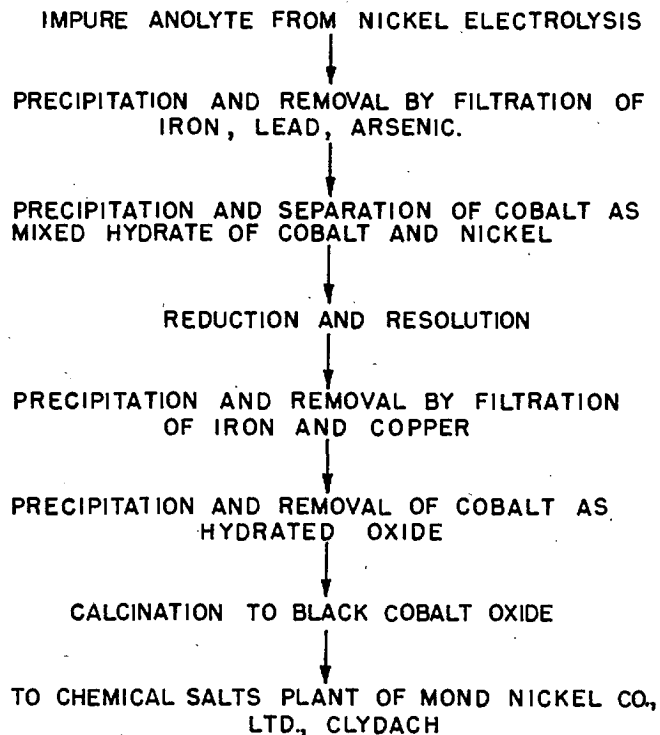 IMPURE ANOLYTE FROM NICKEL ELECTROLYSIS
PRECIPITATION AND REMOVAL BY FILTRATION OF
IRON, LEAD, ARSENIC.
PRECIPITATION AND SEPARATION OF COBALT AS
MIXED HYDRATE OF COBALT AND NICKEL
REDUCTION AND RESOLUTION
PRECIPITATION AND REMOVAL BY FILTRATION
OF IRON AND COPPER
PRECIPITATION AND REMOVAL OF COBALT AS
HYDRATED OXIDE
CALCINATION TO BLACK COBALT OXIDE
TO CHEMICAL SALTS PLANT OF MOND NICKEL CO.,
LTD., CLYDACH